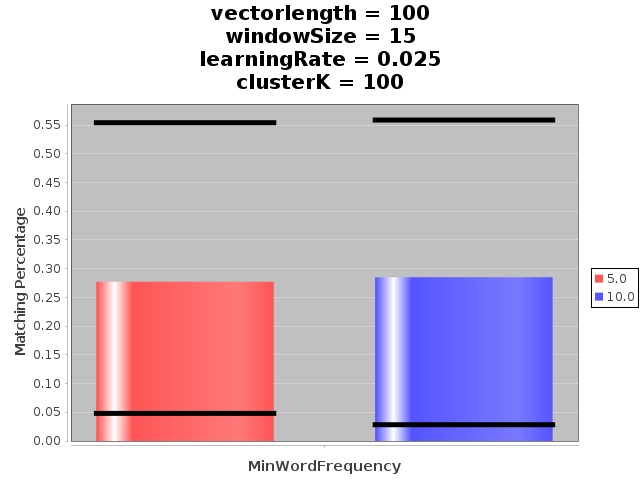 vectorlength = 100
windowSize = 15
learningRate = 0.025
clusterK = 100
Matching Percentage
0.55
0.50
0.45
0.40
0.35
0.30
0.25
0.20
0.15
0.10
0.05
0.00
5.0
10.0
MinWordFrequency